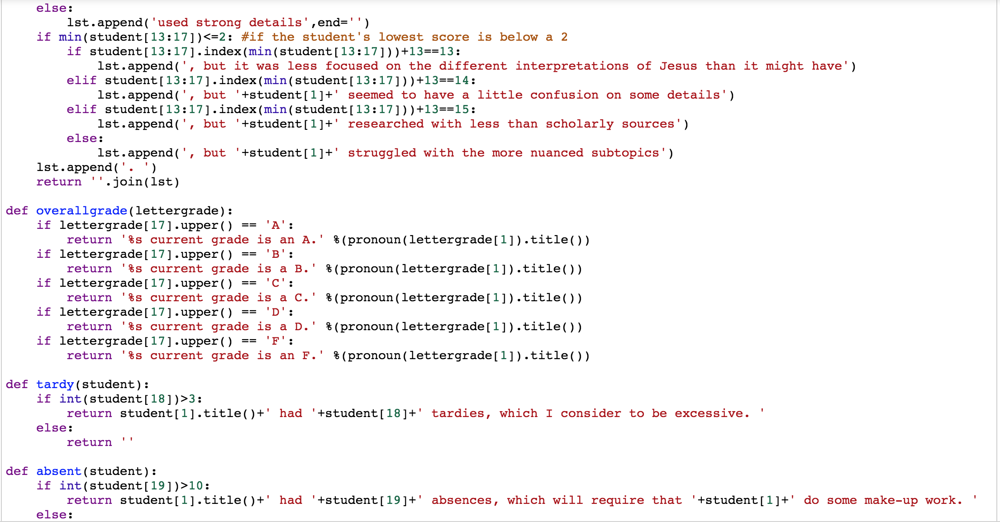 else:
        lst.append('used strong details',end='')
    if min(student[13:17])<=2: #if the student's lowest score is below a 2
        if student[13:17].index(min(student[13:17]))+13==13:
            lst.append(', but it was less focused on the different interpretations of Jesus than it might have')
        elif student[13:17].index(min(student[13:17]))+13==14:
            lst.append(', but '+student[1]+' seemed to have a little confusion on some details')
        elif student[13:17].index(min(student[13:17]))+13==15:
            lst.append(', but '+student[1]+' researched with less than scholarly sources')
        else:
            lst.append(', but '+student[1]+' struggled with the more nuanced subtopics')
    lst.append('. ')
    return ''.join(lst)

def overallgrade(lettergrade):
    if lettergrade[17].upper() == 'A':
        return '%s current grade is an A.' %(pronoun(lettergrade[1]).title())
    if lettergrade[17].upper() == 'B':
        return '%s current grade is a B.' %(pronoun(lettergrade[1]).title())
    if lettergrade[17].upper() == 'C':
        return '%s current grade is a C.' %(pronoun(lettergrade[1]).title())
    if lettergrade[17].upper() == 'D':
        return '%s current grade is a D.' %(pronoun(lettergrade[1]).title())
    if lettergrade[17].upper() == 'F':
        return '%s current grade is an F.' %(pronoun(lettergrade[1]).title())

def tardy(student):
    if int(student[18])>3:
        return student[1].title()+' had '+student[18]+' tardies, which I consider to be excessive. '
    else:
        return ''

def absent(student):
    if int(student[19])>10:
        return student[1].title()+' had '+student[19]+' absences, which will require that '+student[1]+' do some make-up work. '
    else: